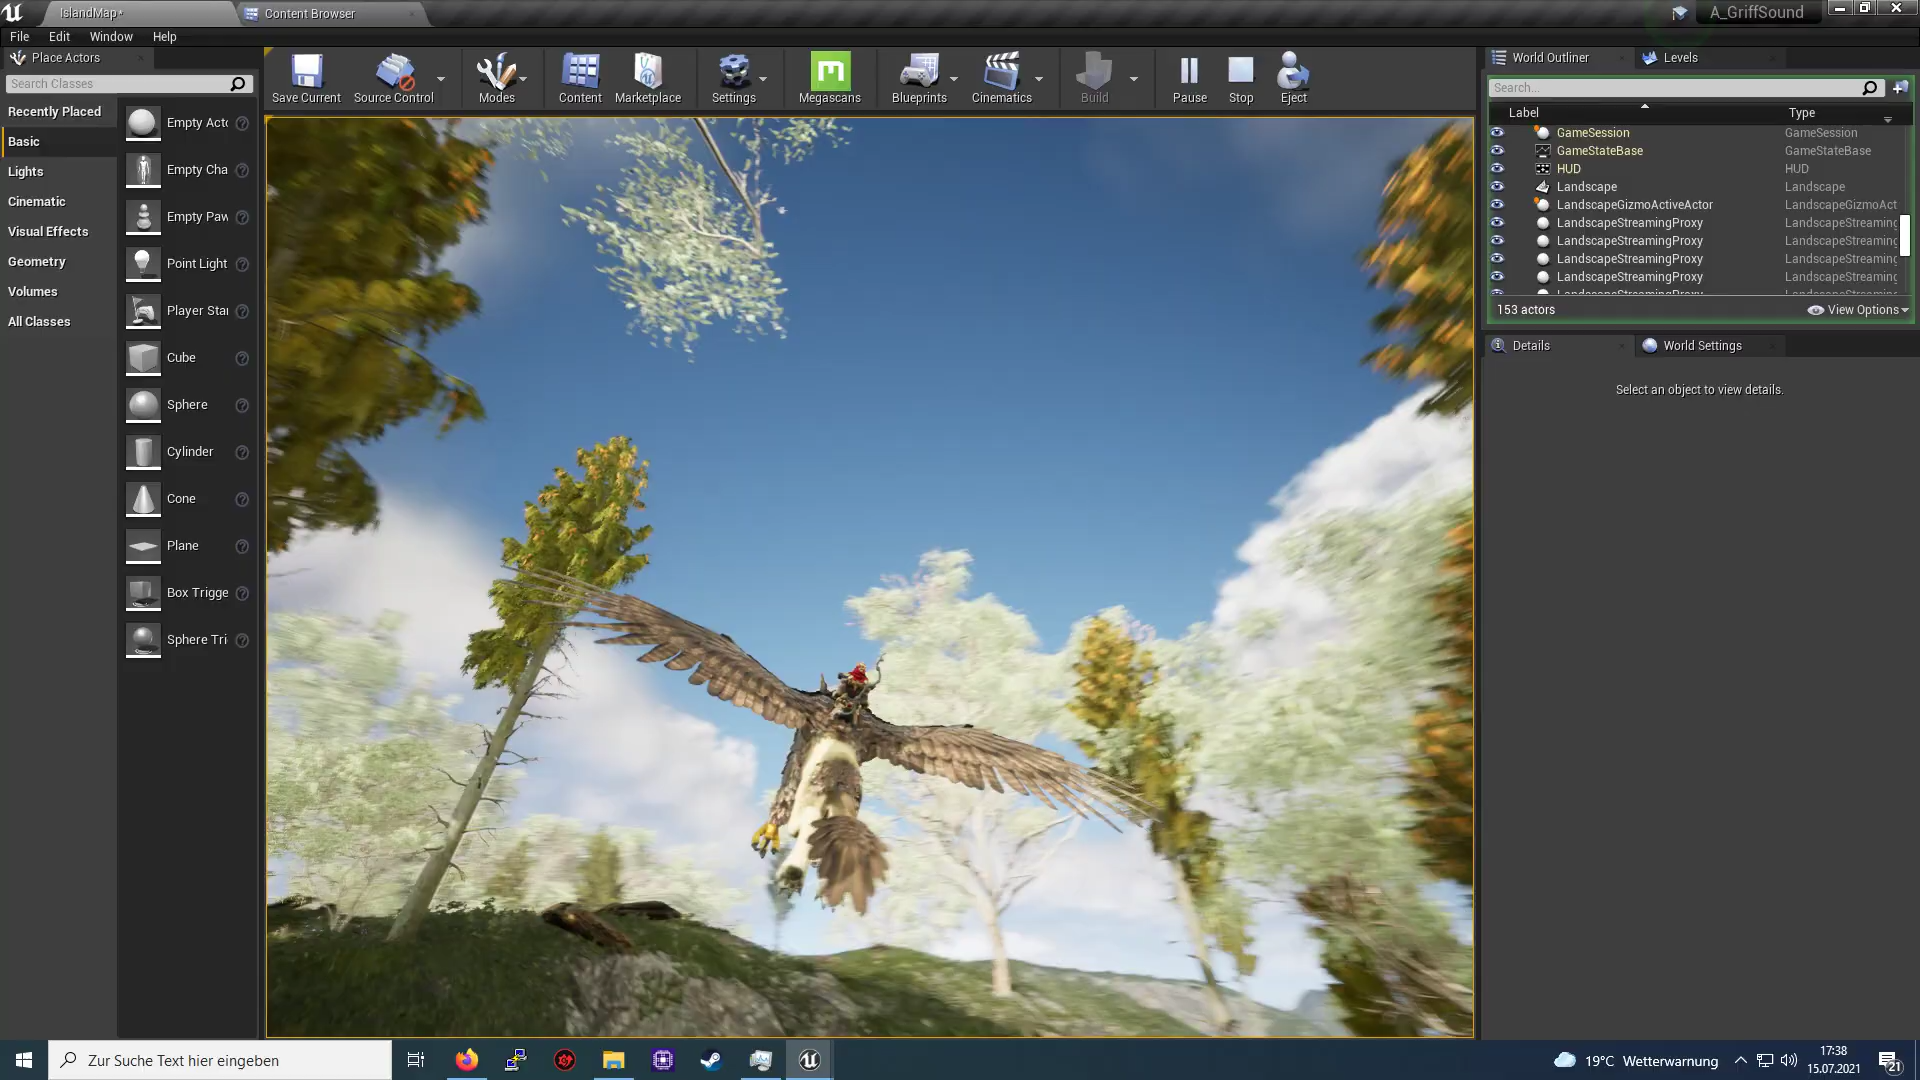 IslandMap*
Content Browser
A_GriffSound
File Edit Window Help
Place Actors
Search Classes
Recently Placed
Basic
Lights
Cinematic
Visual Effects
Geometry
Volumes
All Classes
Empty Acto
Empty Cha
Empty Paw
Point Light
Player Star
Cube
Sphere
Cylinder
Cone
Plane
Box Trigge
Sphere Tri
Save Current
Source Control
Modes
Content
Marketplace
Settings
Megascans
Blueprints
Cinematics
Build
Pause
Stop
Eject
World Outliner
Levels
Search...
Label Type
GameSession GameSession
GameStateBase GameStateBase
HUD HUD
Landscape Landscape
LandscapeGizmoActiveActor LandscapeGizmoAct
LandscapeStreamingProxy LandscapeStreaming
LandscapeStreamingProxy LandscapeStreaming
LandscapeStreamingProxy LandscapeStreaming
LandscapeStreamingProxy LandscapeStreaming
153 actors
View Options
Details
World Settings
Select an object to view details.
Zur Suche Text hier eingeben
19°C Wetterwarnung
17:38
15.07.2021
21